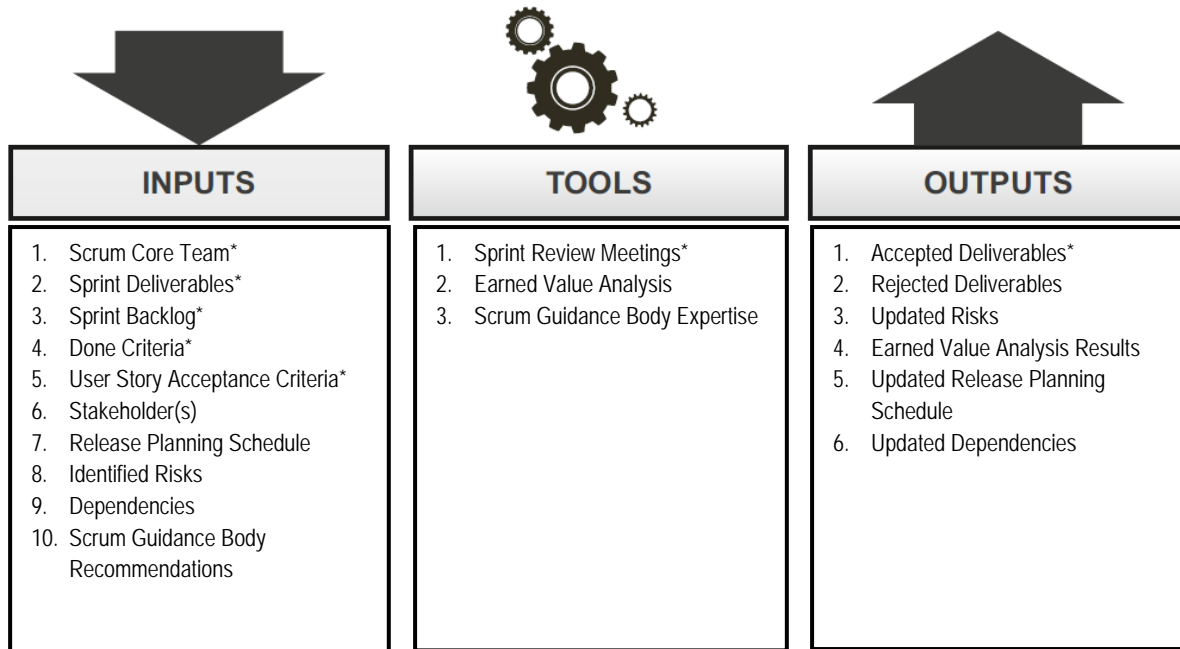 INPUTS
1. Scrum Core Team*
2. Sprint Deliverables*
3. Sprint Backlog*
4. Done Criteria*
5. User Story Acceptance Criteria*
6. Stakeholder(s)
7. Release Planning Schedule
8. Identified Risks
9. Dependencies
10. Scrum Guidance Body
Recommendations
TOOLS
1. Sprint Review Meetings*
2. Earned Value Analysis
3. Scrum Guidance Body Expertise
OUTPUTS
1. Accepted Deliverables*
2. Rejected Deliverables
3. Updated Risks
4. Earned Value Analysis Results
5. Updated Release Planning
Schedule
6. Updated Dependencies